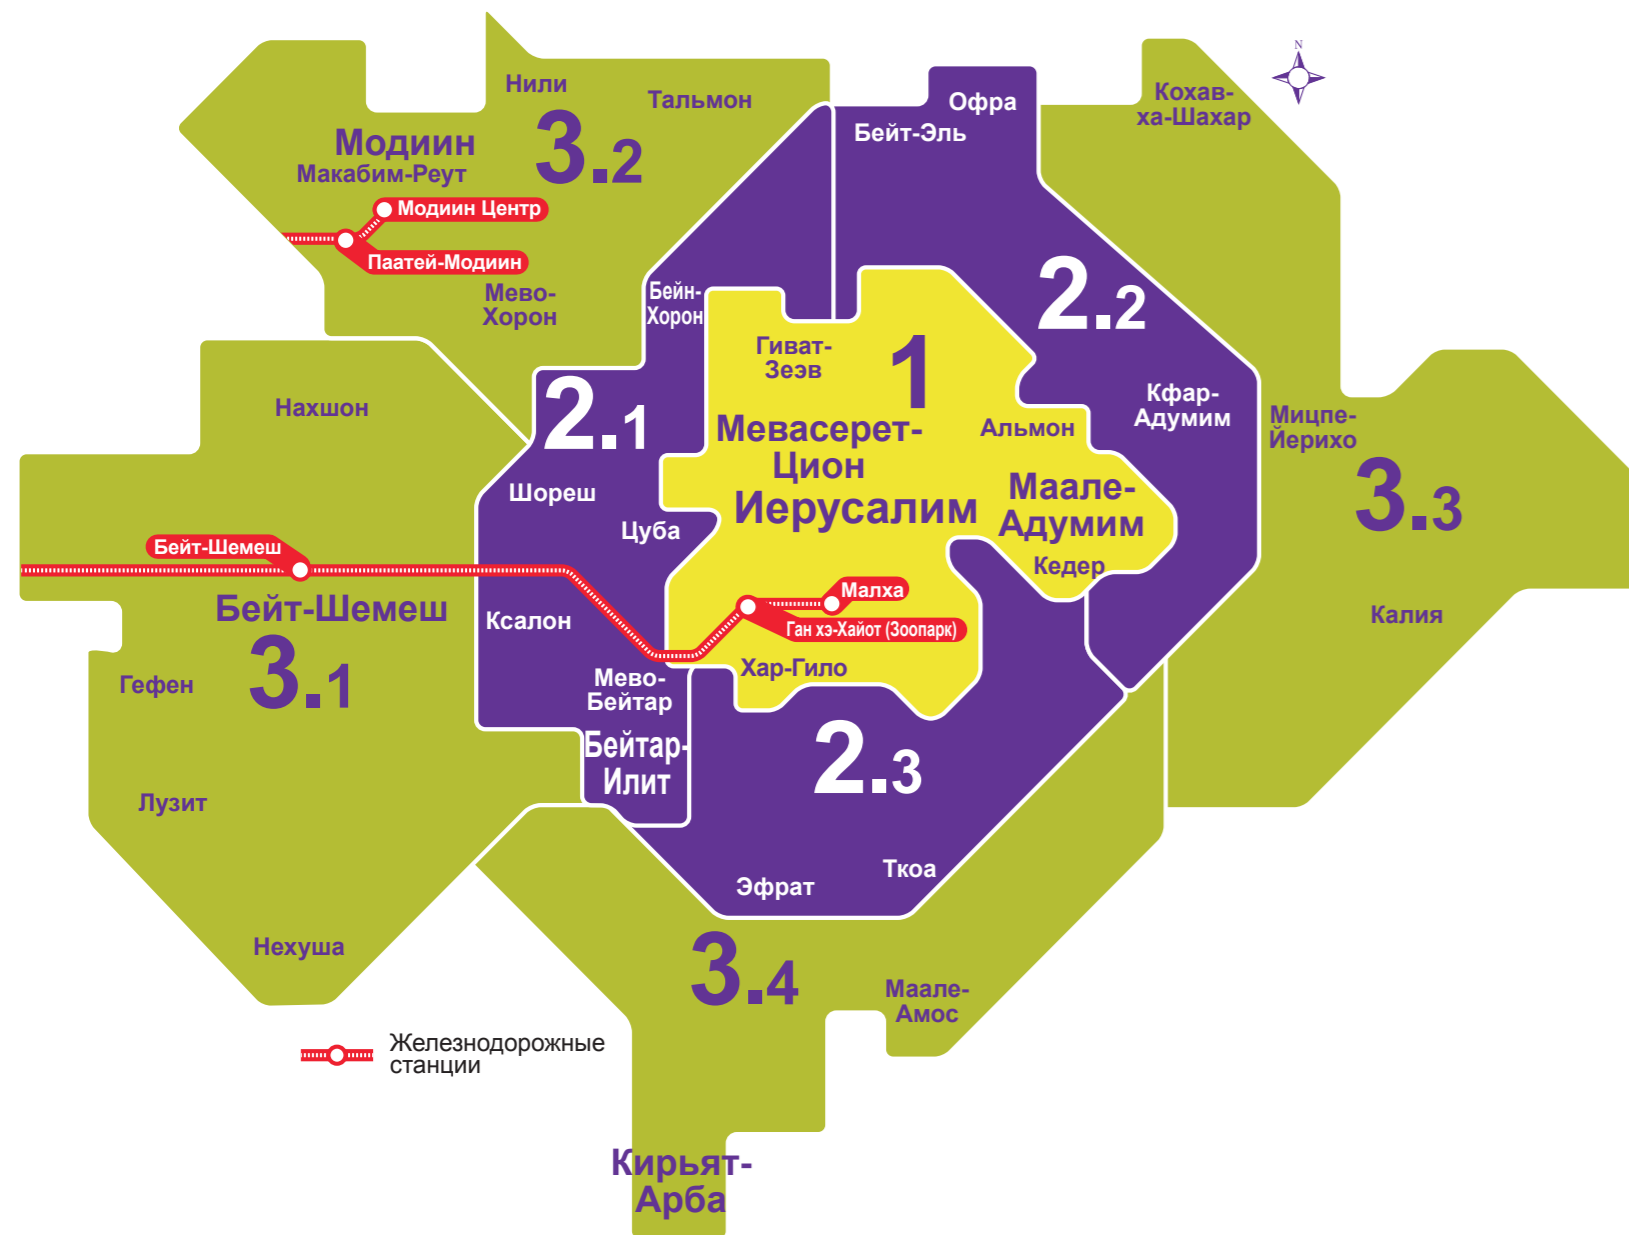 N
Нили
Тальмон
Модиин
Макабим-Реут
3.2
Модиин Центр
Паатей-Модиин
Мево-
Хорон
Офра
Бейт-Эль
Кохав-
ха-Шахар
2.2
Бейн-
Хорон
Гиват-
Зеэв
1
Нахшон
2.1
Мевасерет-
Цион
Иерусалим
Альмон
Кфар-
Адумим
Мицпе-
Йерихо
3.3
Шореш
Цуба
Маале-
Адумим
Кедер
Бейт-Шемеш
Бейт-Шемеш
3.1
Ксалон
Малха
Ган хэ-Хайот (Зоопарк)
Калия
Хар-Гило
Гефен
Мево-
Бейтар
Бейтар-
Илит
2.3
Лузит
Эфрат
Ткоа
Нехуша
3.4
Маале-
Амос
Железнодорожные
станции
Кирьят-
Арба